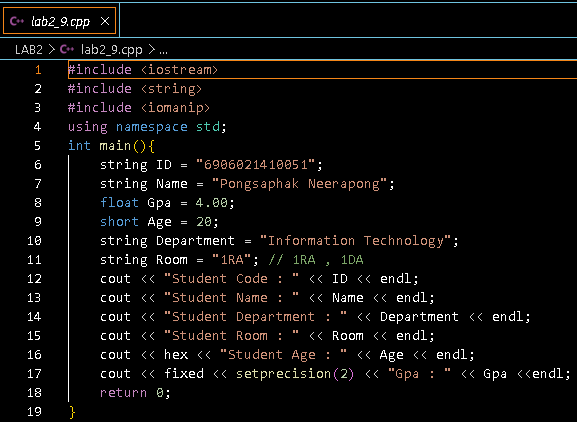 C++ lab2_9.cpp ×
LAB2 > C++ lab2_9.cpp > ...
1 #include <iostream>
2 #include <string>
3 #include <iomanip>
4 using namespace std;
5 int main(){
6 string ID = "6906021410051";
7 string Name = "Pongsaphak Neerapong";
8 float Gpa = 4.00;
9 short Age = 20;
10 string Department = "Information Technology";
11 string Room = "1RA"; // 1RA , 1DA
12 cout << "Student Code : " << ID << endl;
13 cout << "Student Name : " << Name << endl;
14 cout << "Student Department : " << Department << endl;
15 cout << "Student Room : " << Room << endl;
16 cout << hex << "Student Age : " << Age << endl;
17 cout << fixed << setprecision(2) << "Gpa : " << Gpa <<endl;
18 return 0;
19 }